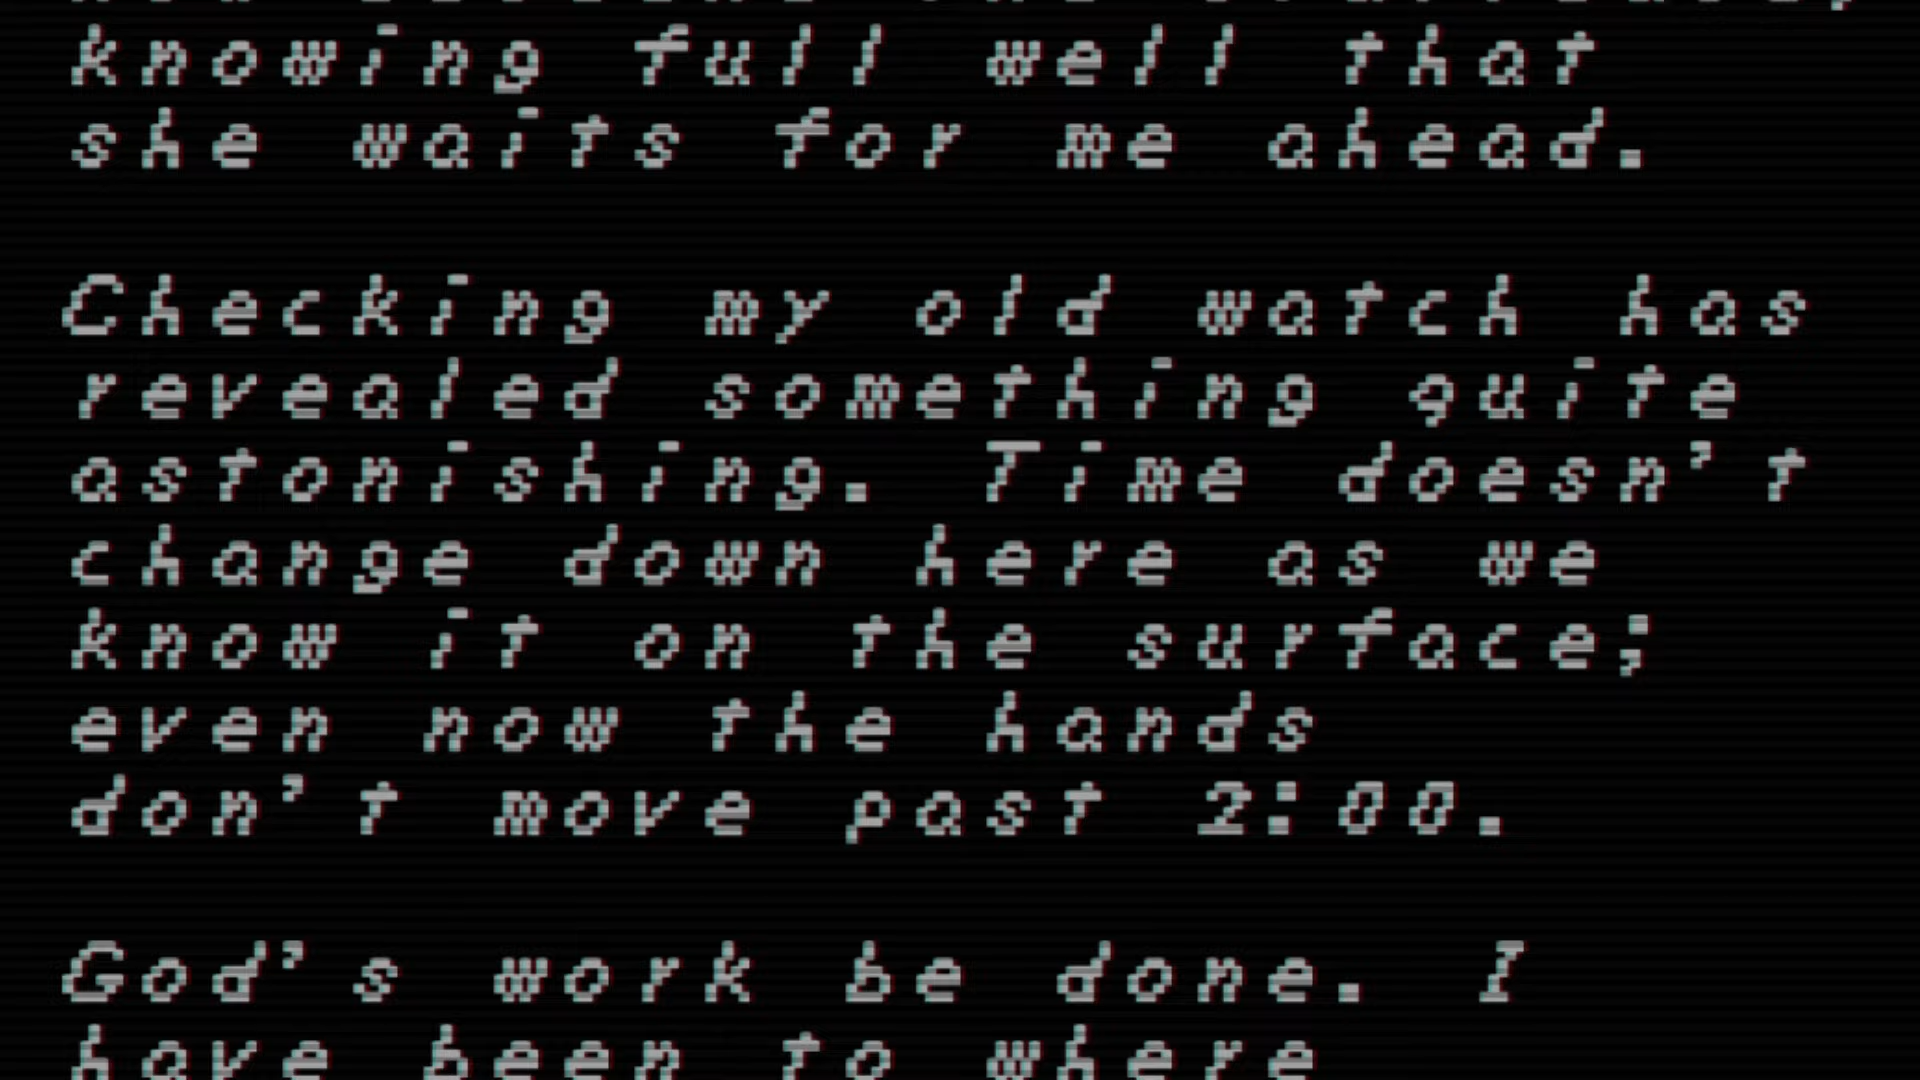 knowing full well that
she waits for me ahead.
Checking my old watch has
revealed something quite
astonishing. Time doesn't
change down here as we
know it on the surface;
even now the hands
don't move past 2:00.
God's work be done. I
have been to where